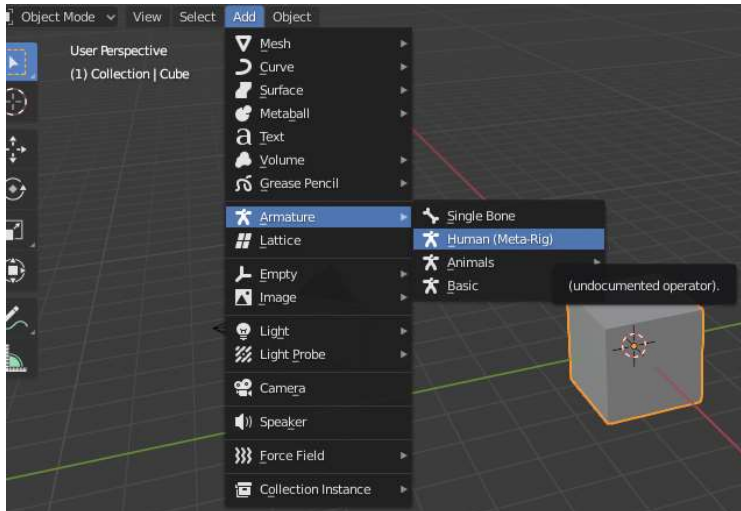 Object Mode View Select Add Object
User Perspective
(1) Collection | Cube
Mesh
Curve
Surface
Metaball
Text
Volume
Grease Pencil
Armature
Lattice
Empty
Image
Light
Light Probe
Camera
Speaker
Force Field
Collection Instance
Single Bone
Human (Meta-Rig)
Animals
Basic
(undocumented operator).